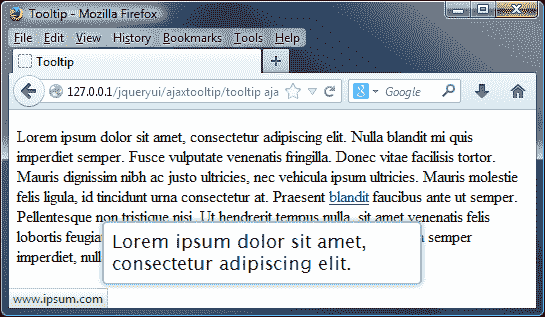 Tooltip - Mozilla Firefox
File Edit View History Bookmarks Tools Help
Tooltip
127.0.0.1/jqueryui/ajaxtooltip/tooltip aja
Google
Lorem ipsum dolor sit amet, consectetur adipiscing elit. Nulla blandit mi quis
imperdiet semper. Fusce vulputate venenatis fringilla. Donec vitae facilisis tortor.
Mauris dignissim nibh ac justo ultricies, nec vehicula ipsum ultricies. Mauris molestie
felis ligula, id tincidunt urna consectetur at. Praesent blandit faucibus ante ut semper.
Pellentesque non tristique nisi. Ut hendrerit tempus nulla, sit amet venenatis felis
lobortis semper
imperdiet,
Lorem ipsum dolor sit amet,
consectetur adipiscing elit.
www.ipsum.com